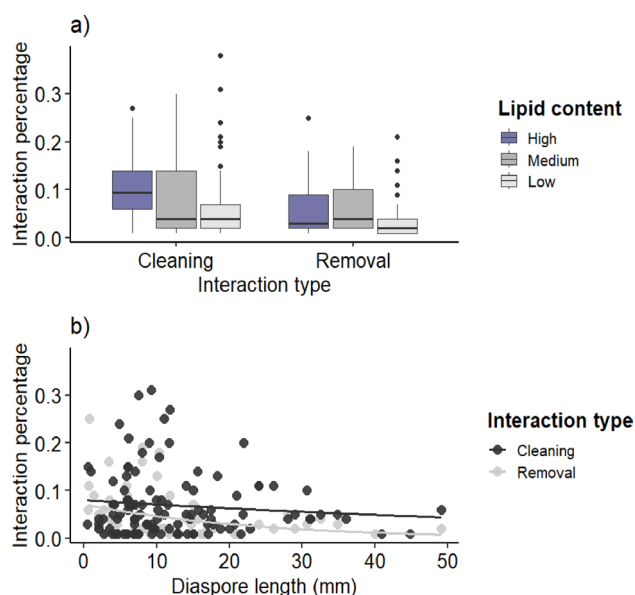 a)
Interaction percentage
0.3
0.2
0.1
0.0
Cleaning Removal
Interaction type
Lipid content
High
Medium
Low
b)
Interaction percentage
0.3
0.2
0.1
0.0
0 10 20 30 40 50
Diaspore length (mm)
Interaction type
Cleaning
Removal